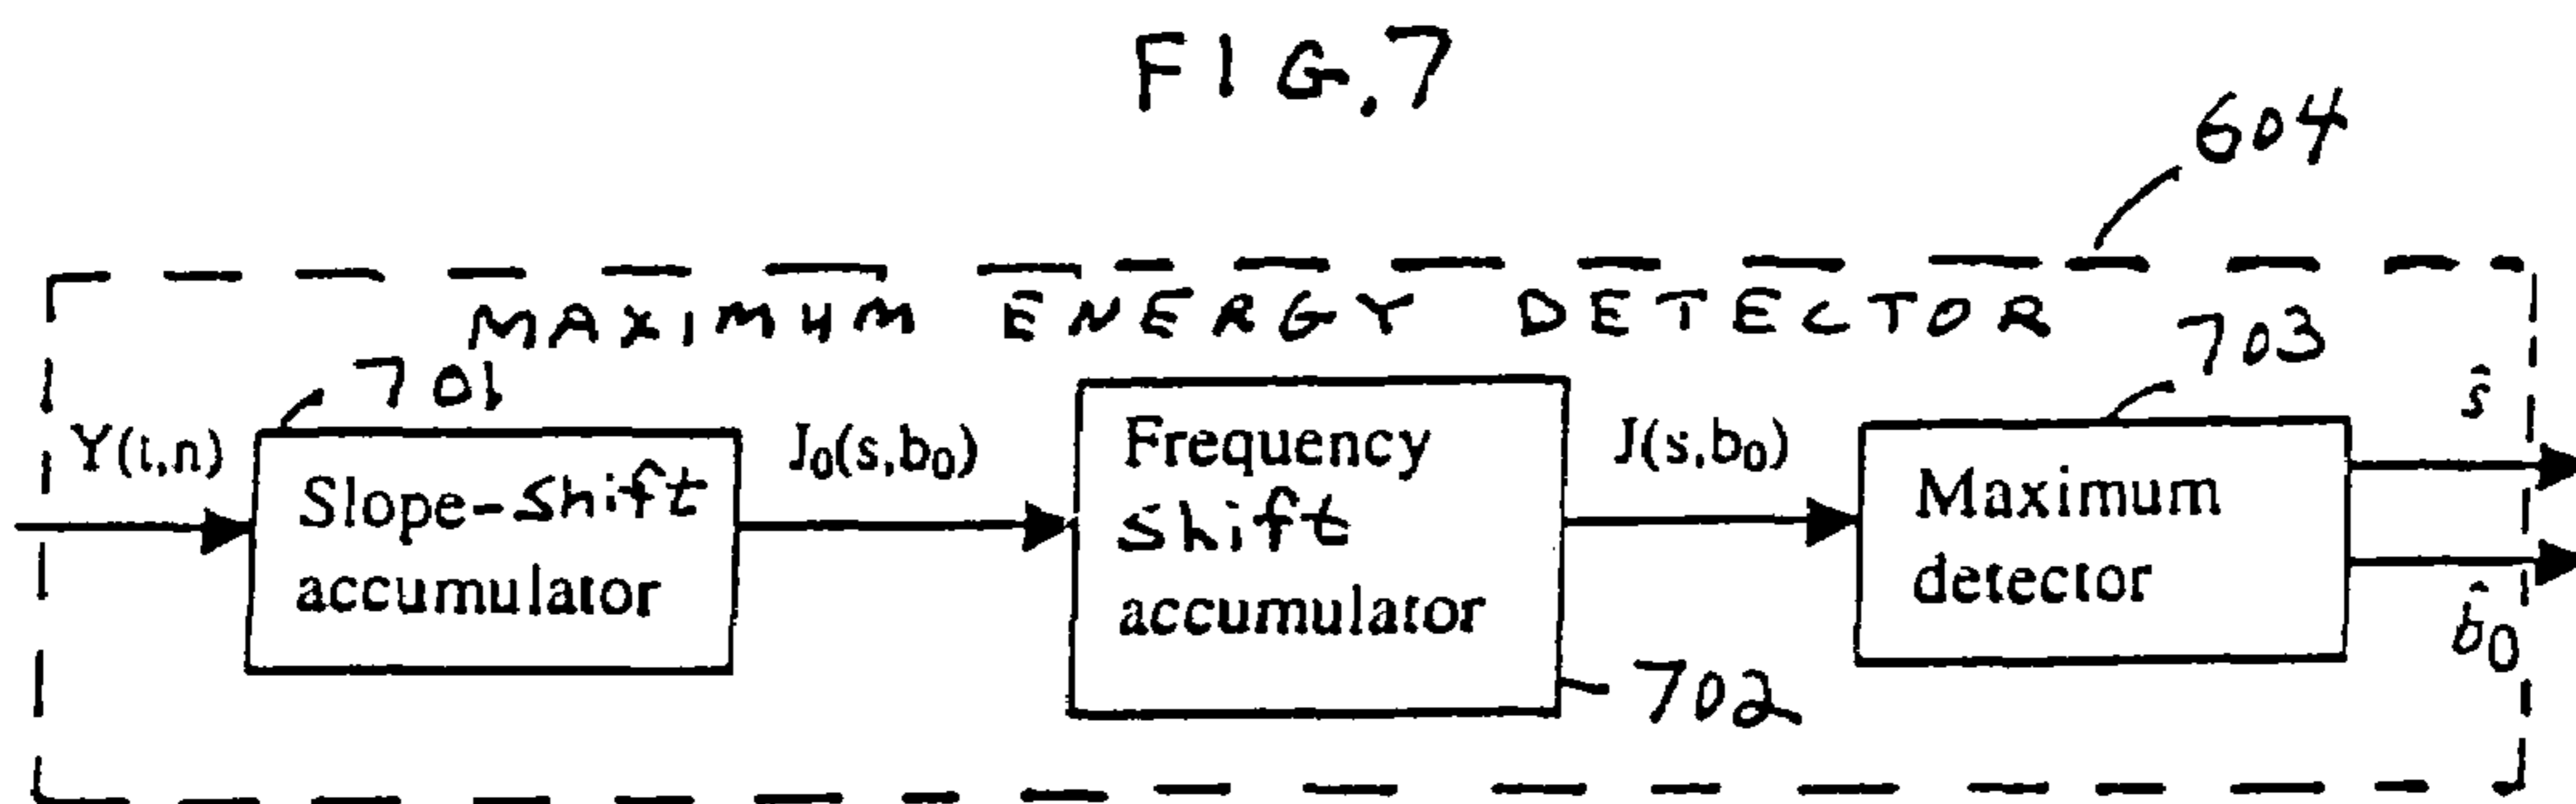 FIG.7
604
MAXIMUM ENERGY DETECTOR
701
703
Y(t,n)
Slope-shift
accumulator
J₀(s,b₀)
Frequency
shift
accumulator
702
J(s,b₀)
Maximum
detector
ŝ
b̂₀